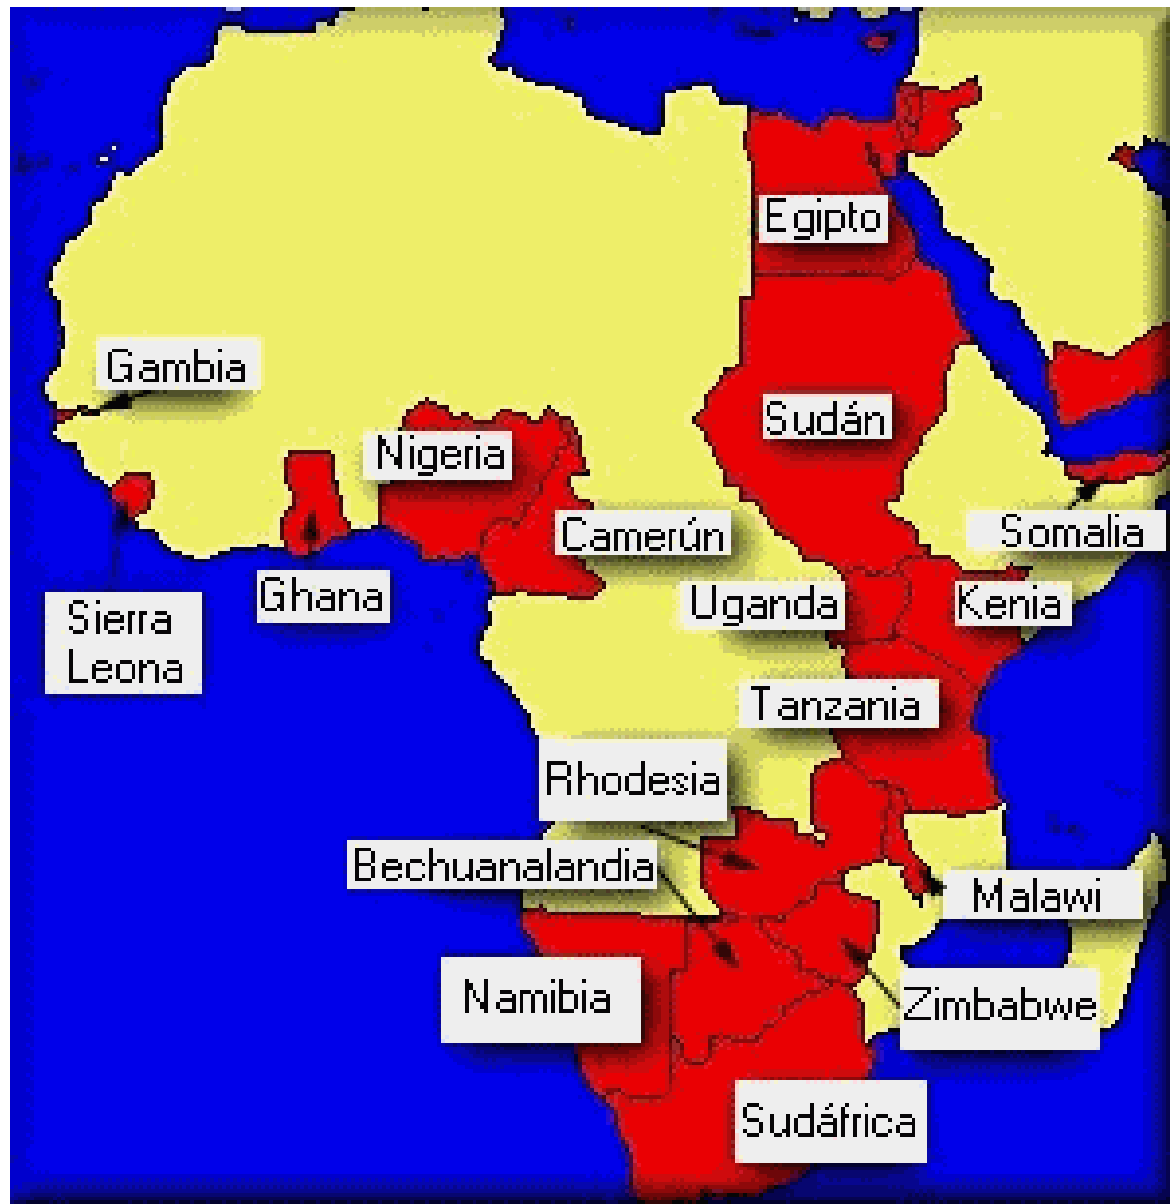 Egipto
Gambia
Sudán
Nigeria
Somalia
Camerún
Ghana
Uganda
Kenia
Sierra
Leona
Tanzania
Rhodesia
Bechuanalandia
Malawi
Namibia
Zimbabwe
Sudáfrica